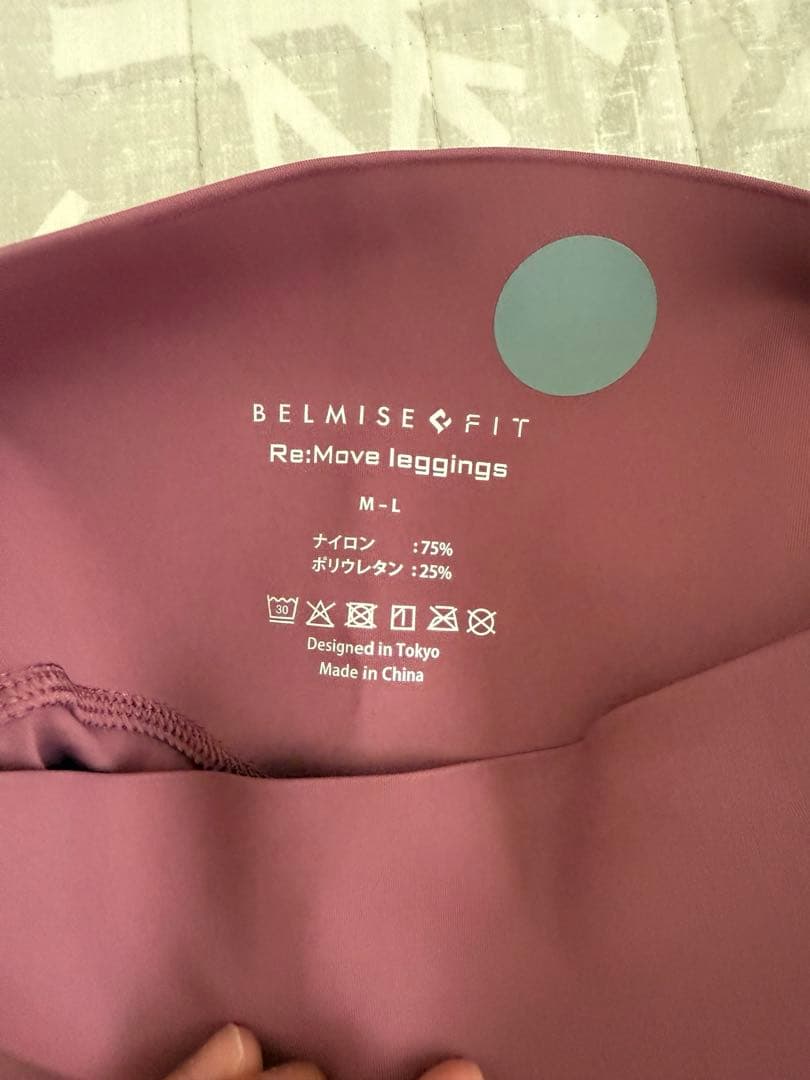 BELMISE FIT
Re:Move leggings
M-L
ナイロン :75%
ポリウレタン :25%
30
Designed in Tokyo
Made in China